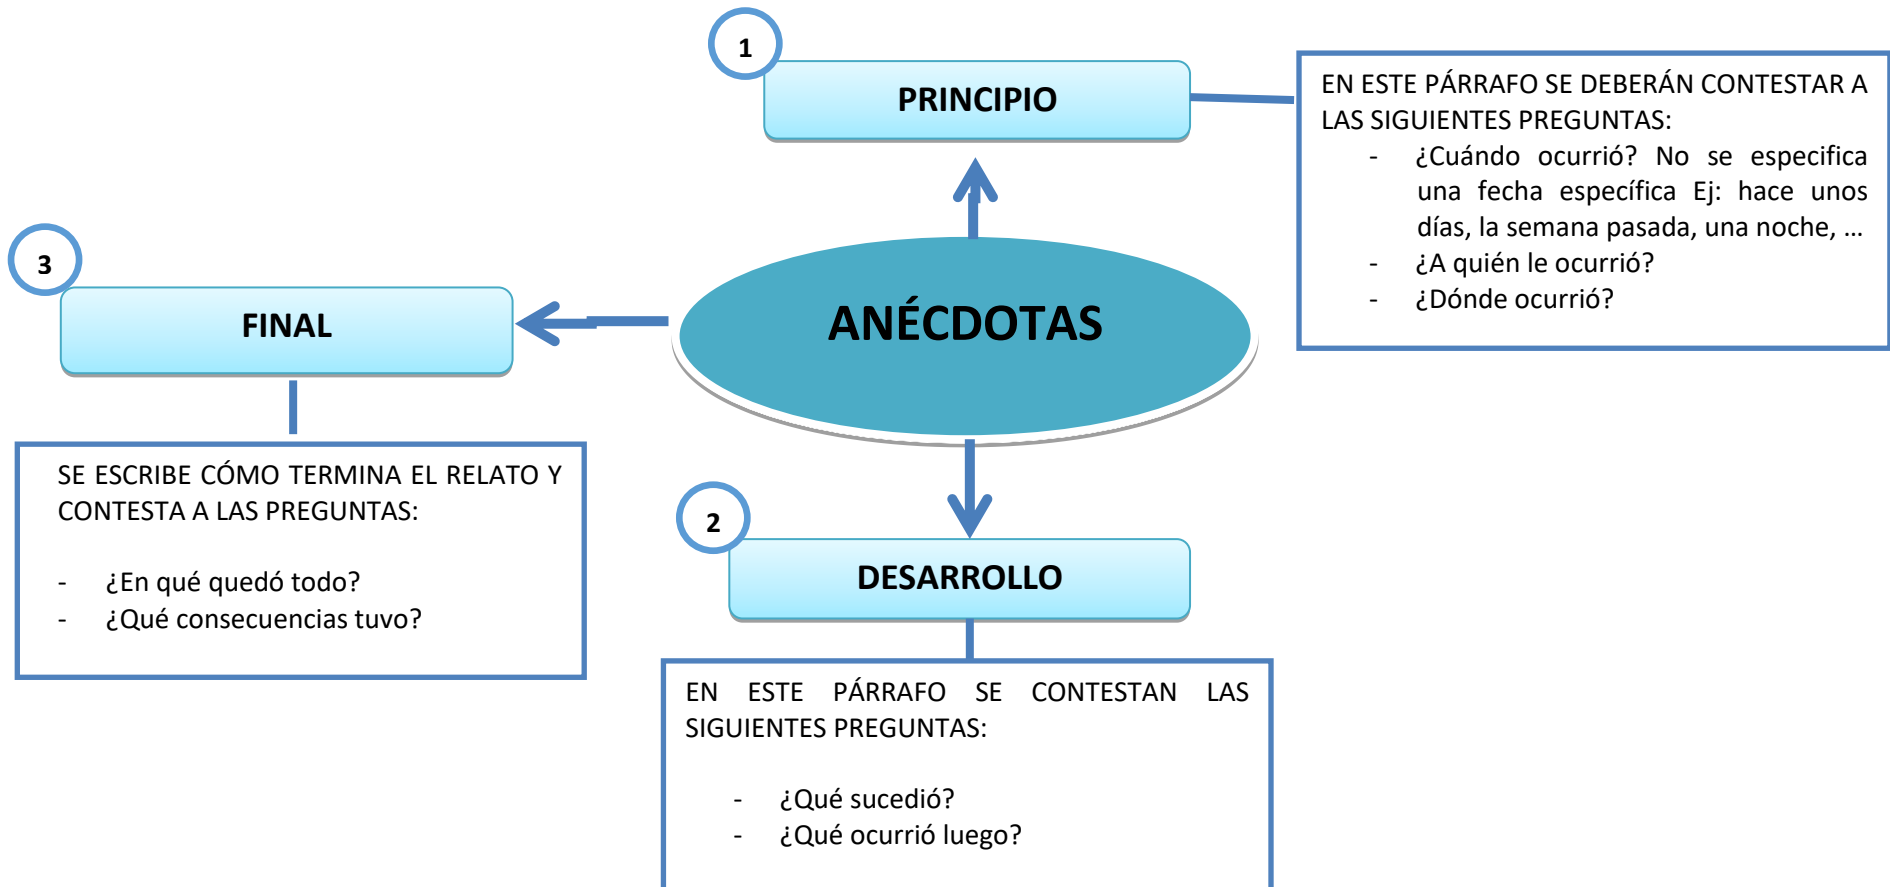 ANÉCDOTAS
1
PRINCIPIO
EN ESTE PÁRRAFO SE DEBERÁN CONTESTAR A
LAS SIGUIENTES PREGUNTAS:
- ¿Cuándo ocurrió? No se especifica
una fecha específica Ej: hace unos
días, la semana pasada, una noche, ...
- ¿A quién le ocurrió?
- ¿Dónde ocurrió?
2
DESARROLLO
EN ESTE PÁRRAFO SE CONTESTAN LAS
SIGUIENTES PREGUNTAS:
- ¿Qué sucedió?
- ¿Qué ocurrió luego?
3
FINAL
SE ESCRIBE CÓMO TERMINA EL RELATO Y
CONTESTA A LAS PREGUNTAS:
- ¿En qué quedó todo?
- ¿Qué consecuencias tuvo?